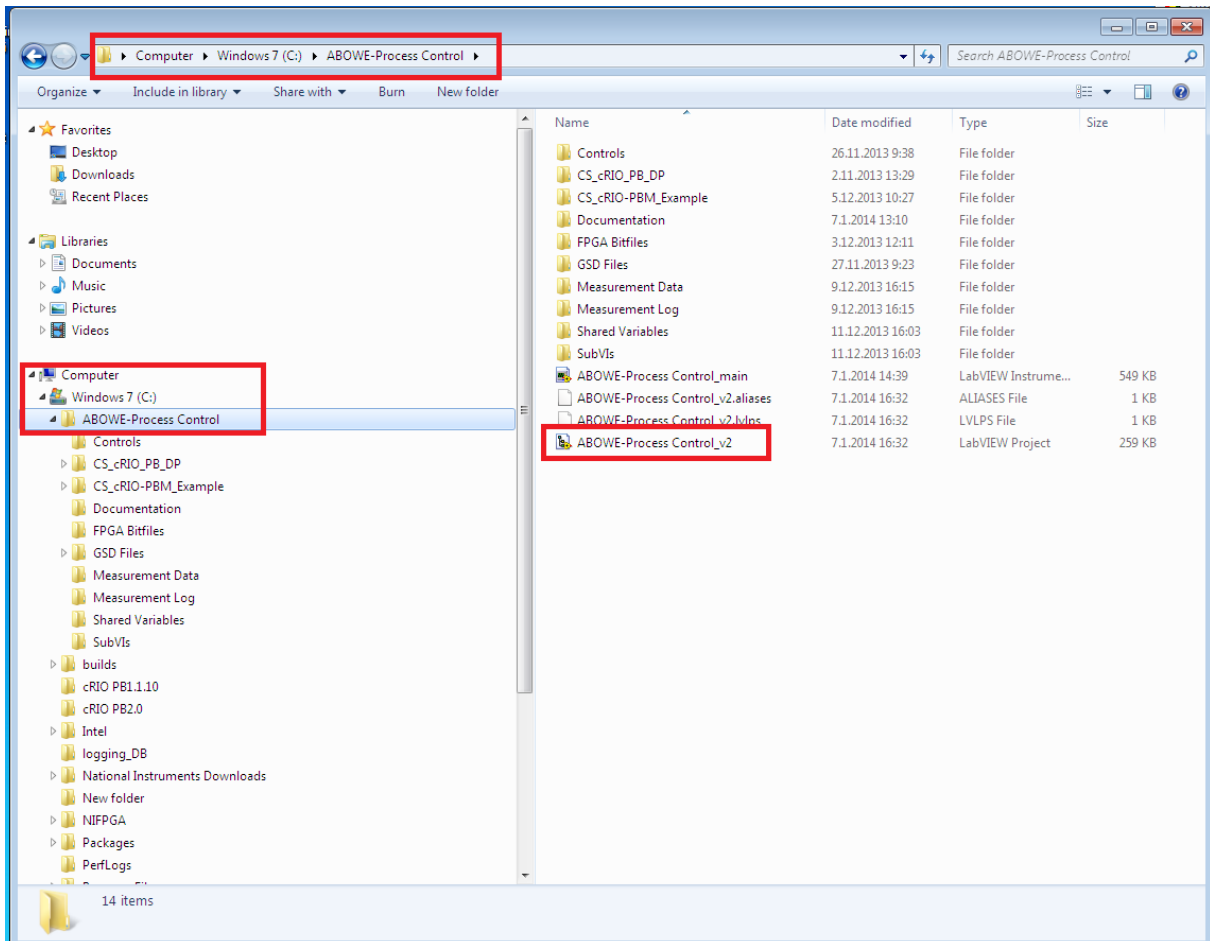 Computer Windows 7 (C:) ABOWE-Process Control
Search ABOWE-Process Control
Organize Include in library Share with Burn New folder
Favorites
Desktop
Downloads
Recent Places
Libraries
Documents
Music
Pictures
Videos
Computer
Windows 7 (C:)
ABOWE-Process Control
Controls
CS_cRIO_PB_DP
CS_cRIO-PBM_Example
Documentation
FPGA Bitfiles
GSD Files
Measurement Data
Measurement Log
Shared Variables
SubVIs
builds
cRIO PB1.1.10
cRIO PB2.0
Intel
logging_DB
National Instruments Downloads
New folder
NIFPGA
Packages
PerfLogs
Name Date modified Type Size
Controls 26.11.2013 9:38 File folder
CS_cRIO_PB_DP 2.11.2013 13:29 File folder
CS_cRIO-PBM_Example 5.12.2013 10:27 File folder
Documentation 7.1.2014 13:10 File folder
FPGA Bitfiles 3.12.2013 12:11 File folder
GSD Files 27.11.2013 9:23 File folder
Measurement Data 9.12.2013 16:15 File folder
Measurement Log 9.12.2013 16:15 File folder
Shared Variables 11.12.2013 16:03 File folder
SubVIs 11.12.2013 16:03 File folder
ABOWE-Process Control_main 7.1.2014 14:39 LabVIEW Instrume... 549 KB
ABOWE-Process Control_v2.aliases 7.1.2014 16:32 ALIASES File 1 KB
ABOWE-Process Control_v2.lvlps 7.1.2014 16:32 LVLPS File 1 KB
ABOWE-Process Control_v2 7.1.2014 16:32 LabVIEW Project 259 KB
14 items